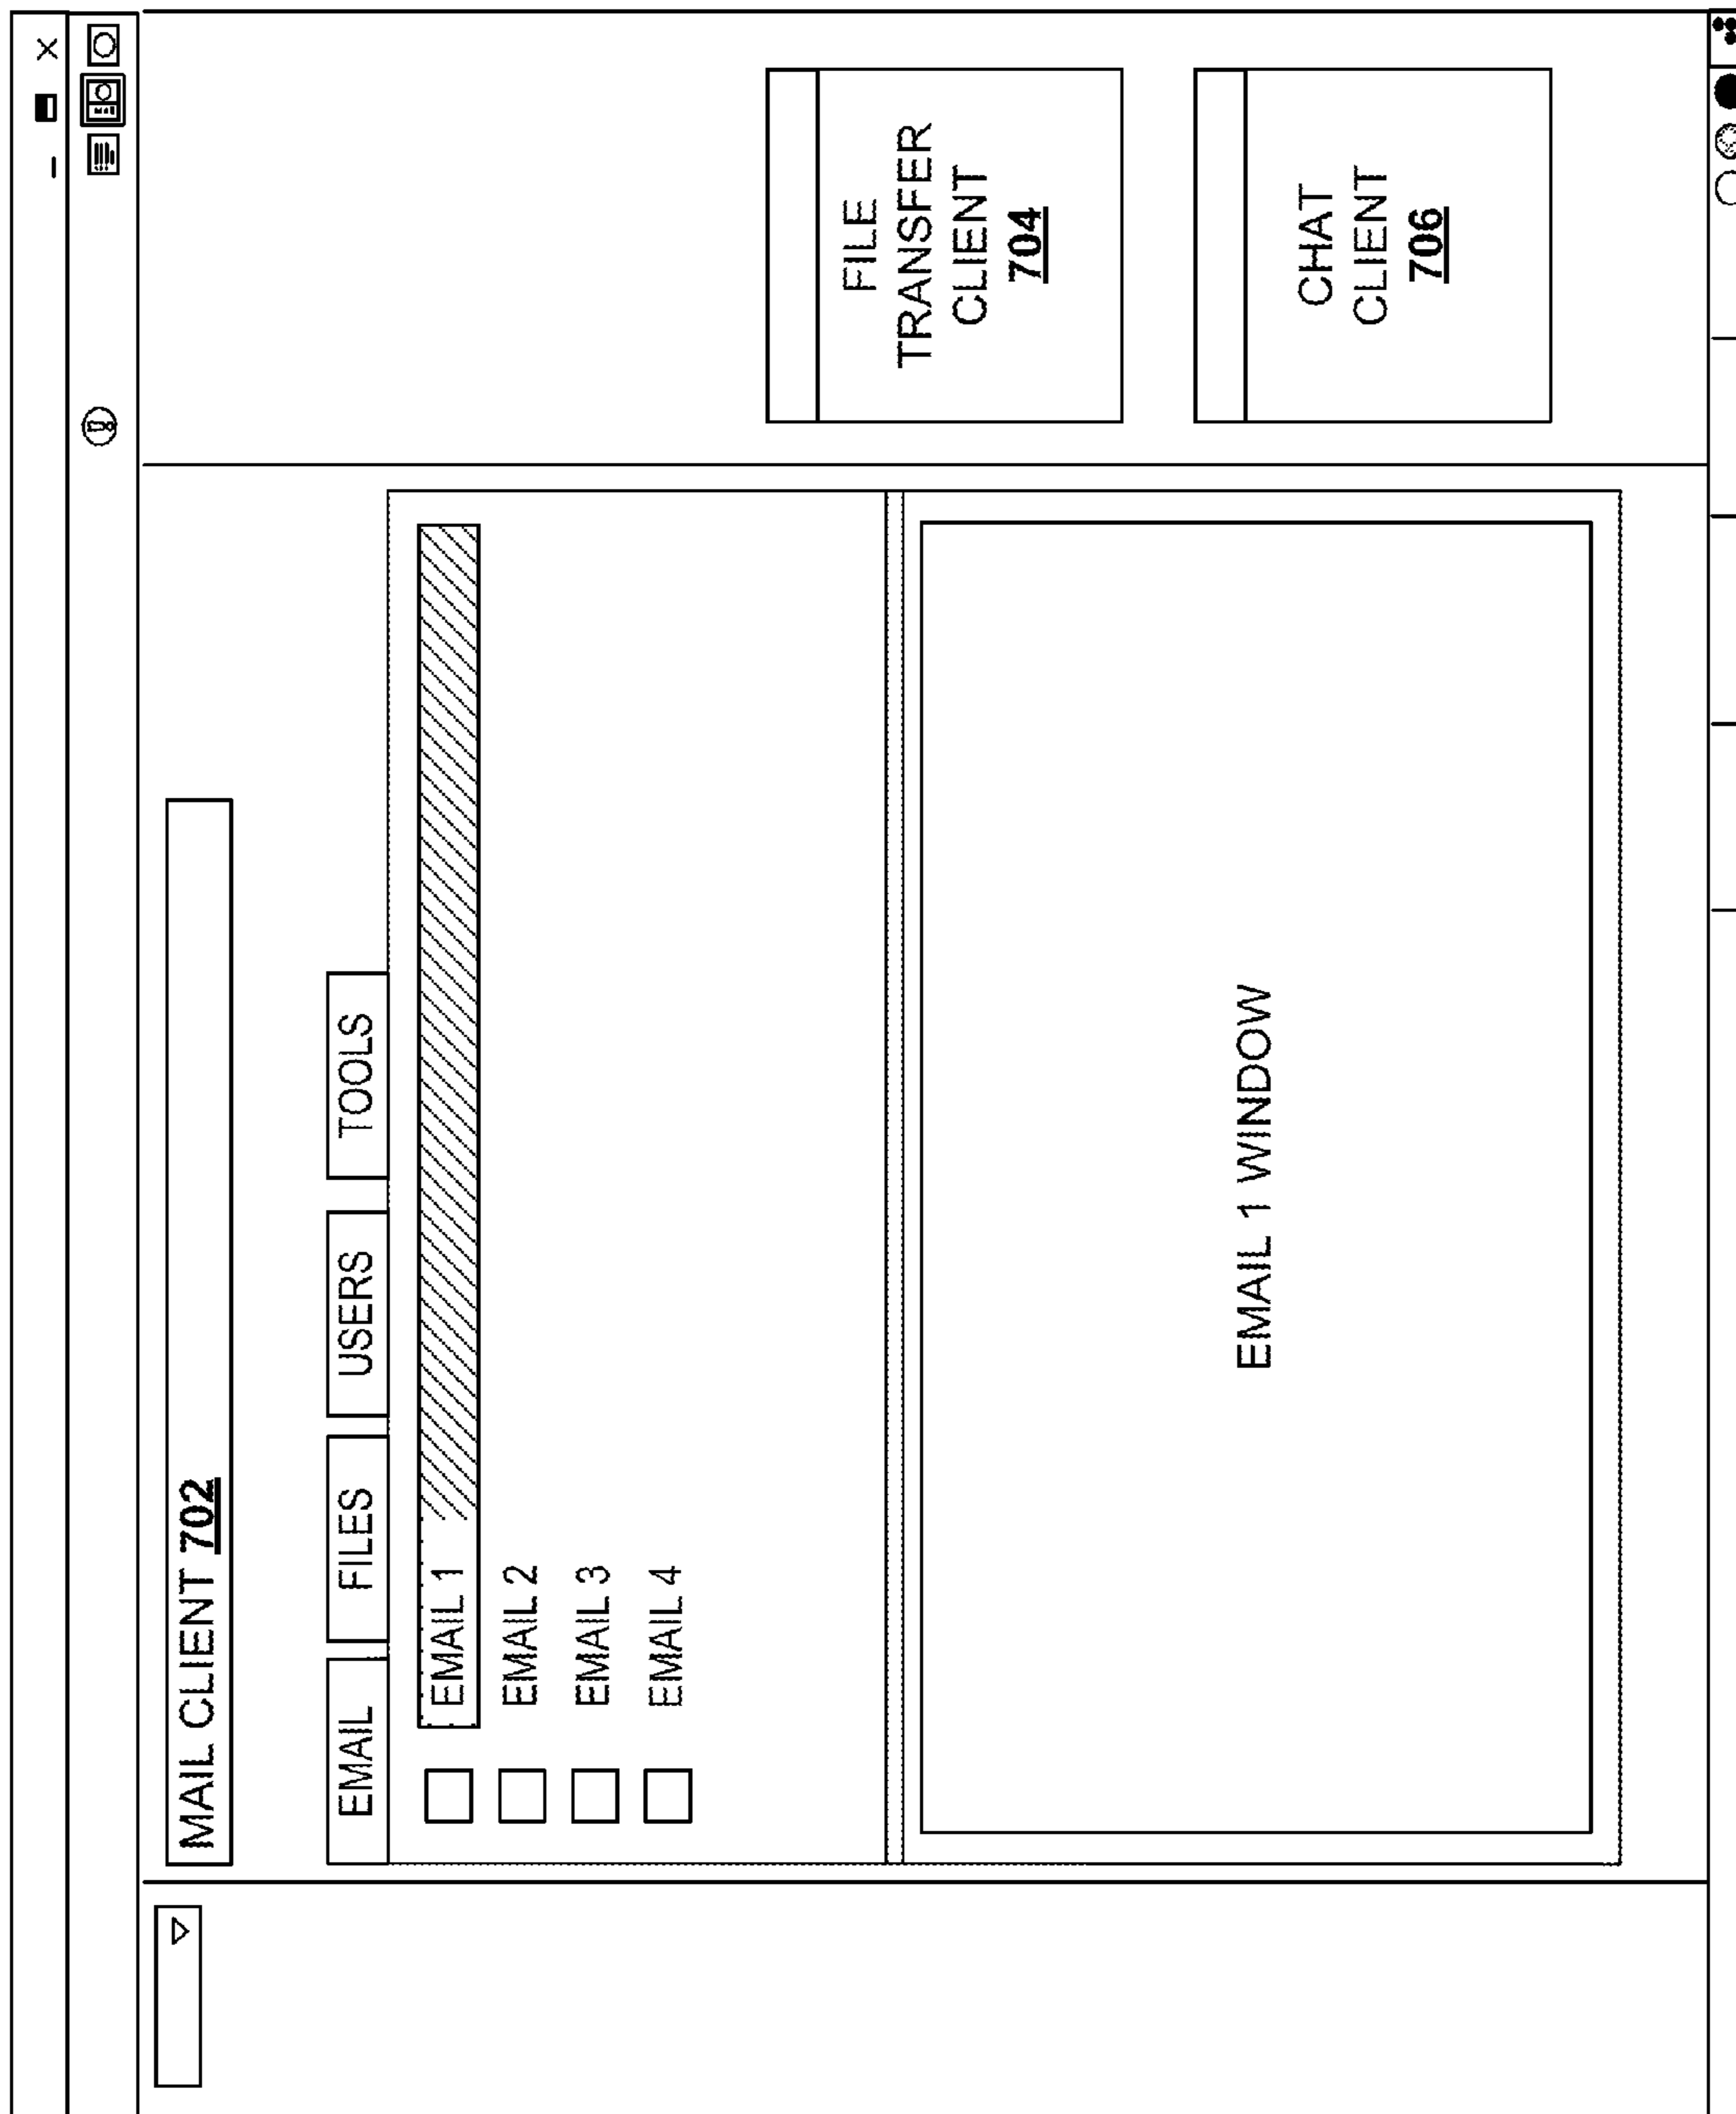 MAIL CLIENT 702
EMAIL
FILES
USERS
TOOLS
EMAIL 1
EMAIL 2
EMAIL 3
EMAIL 4
EMAIL 1 WINDOW
FILE
TRANSFER
CLIENT
704
CHAT
CLIENT
706